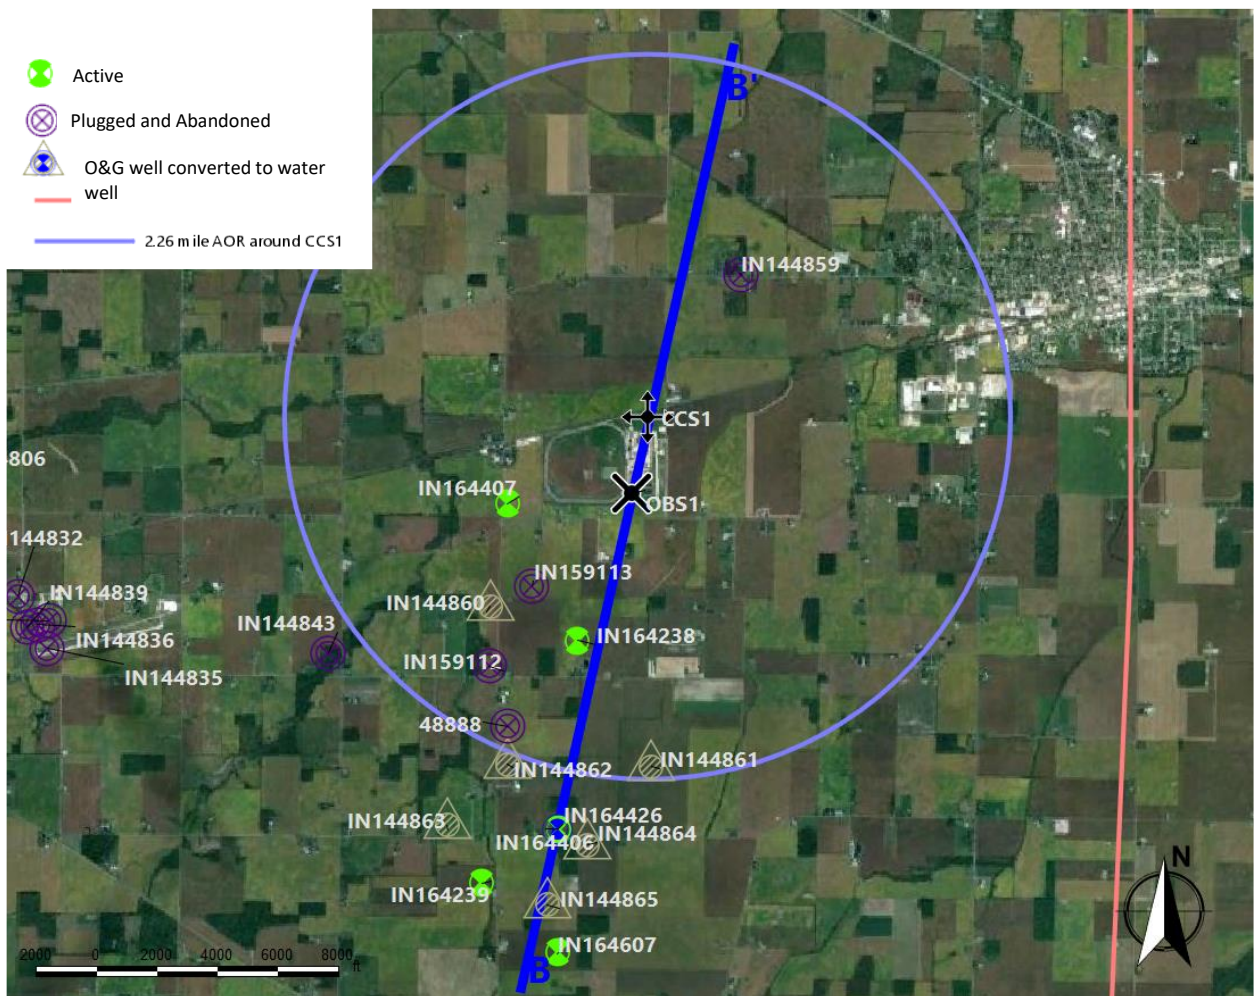 Active
Plugged and Abandoned
O&G well converted to water
well
2.26 mile AOR around CCS1
B'
IN144859
CCS1
806
IN164407
OBS1
144832
IN159113
IN144839
IN144860
IN144843
IN164238
IN144836
IN159112
IN144835
48888
IN144861
IN144862
IN164426
IN144863
IN144864
IN164406
N
IN164239
IN144865
IN164607
2000 0 2000 4000 6000 8000
ft
B